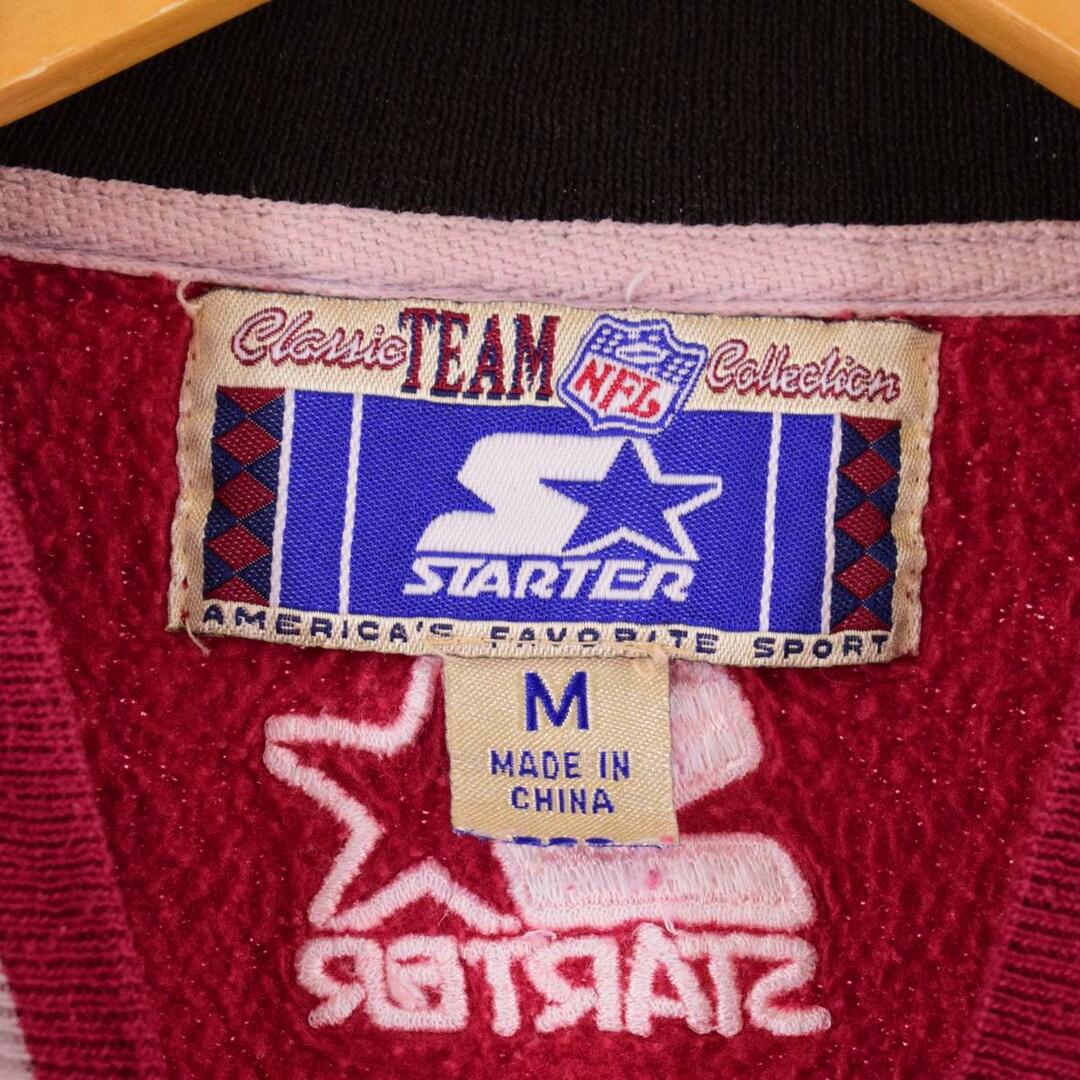 Classic TEAM NFL Collection
STARTER
AMERICA'S FAVORITE SPORT
M
MADE IN
CHINA
STARTER